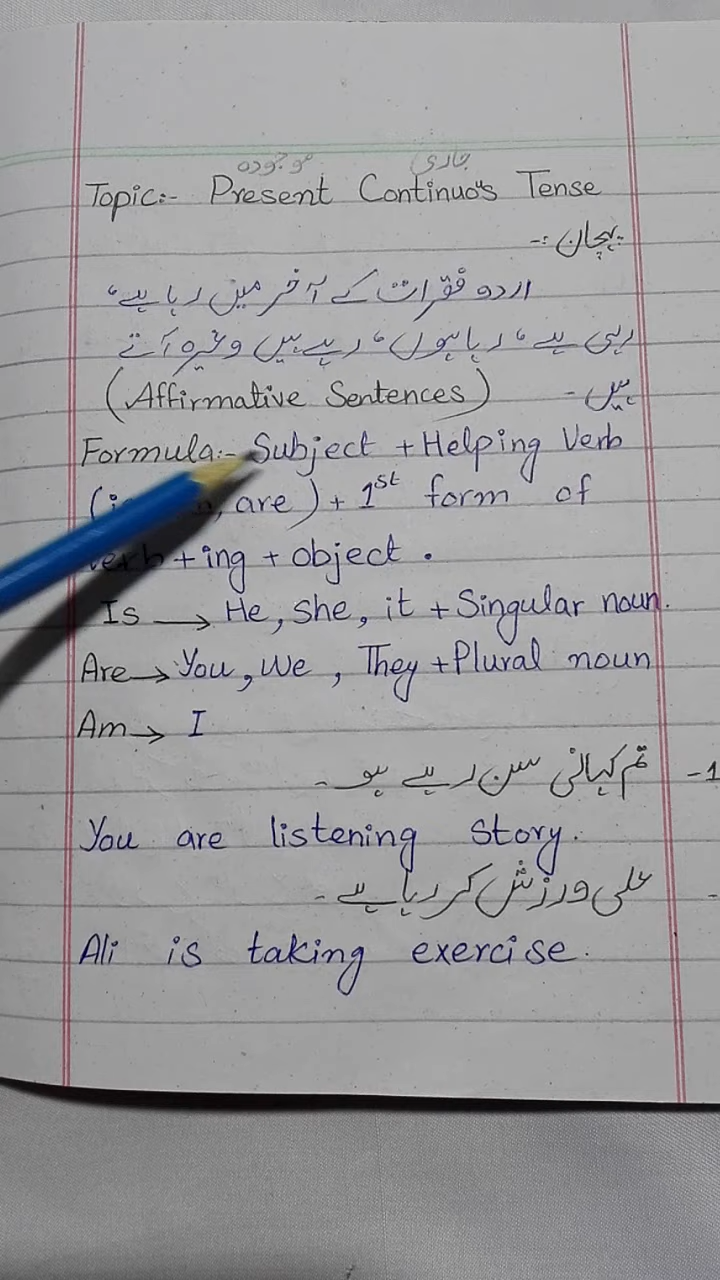 موجودہ جاری
Topic:- Present Continuo's Tense
پہچان :-
اردو فقرات کے آخر میں رہا ہے،
رہی ہے، رہا ہوں، رہے ہیں وغیرہ آتے
ہیں -
(Affirmative Sentences)
Formula:- Subject + Helping Verb
are) + 1st form of
verb + ing + object .
Is → He, She, it + Singular noun.
Are → You, We, They + Plural noun
Am → I
1- تم کہانی سن رہے ہو۔
You are listening story.
- علی ورزش کر رہا ہے۔
Ali is taking exercise.